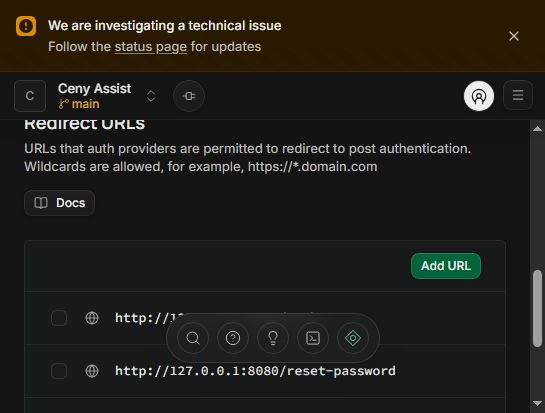 We are investigating a technical issue
Follow the status page for updates
C
Ceny Assist
main
Redirect URLs
URLs that auth providers are permitted to redirect to post authentication.
Wildcards are allowed, for example, https://*.domain.com
Docs
Add URL
http://
http://127.0.0.1:8080/reset-password